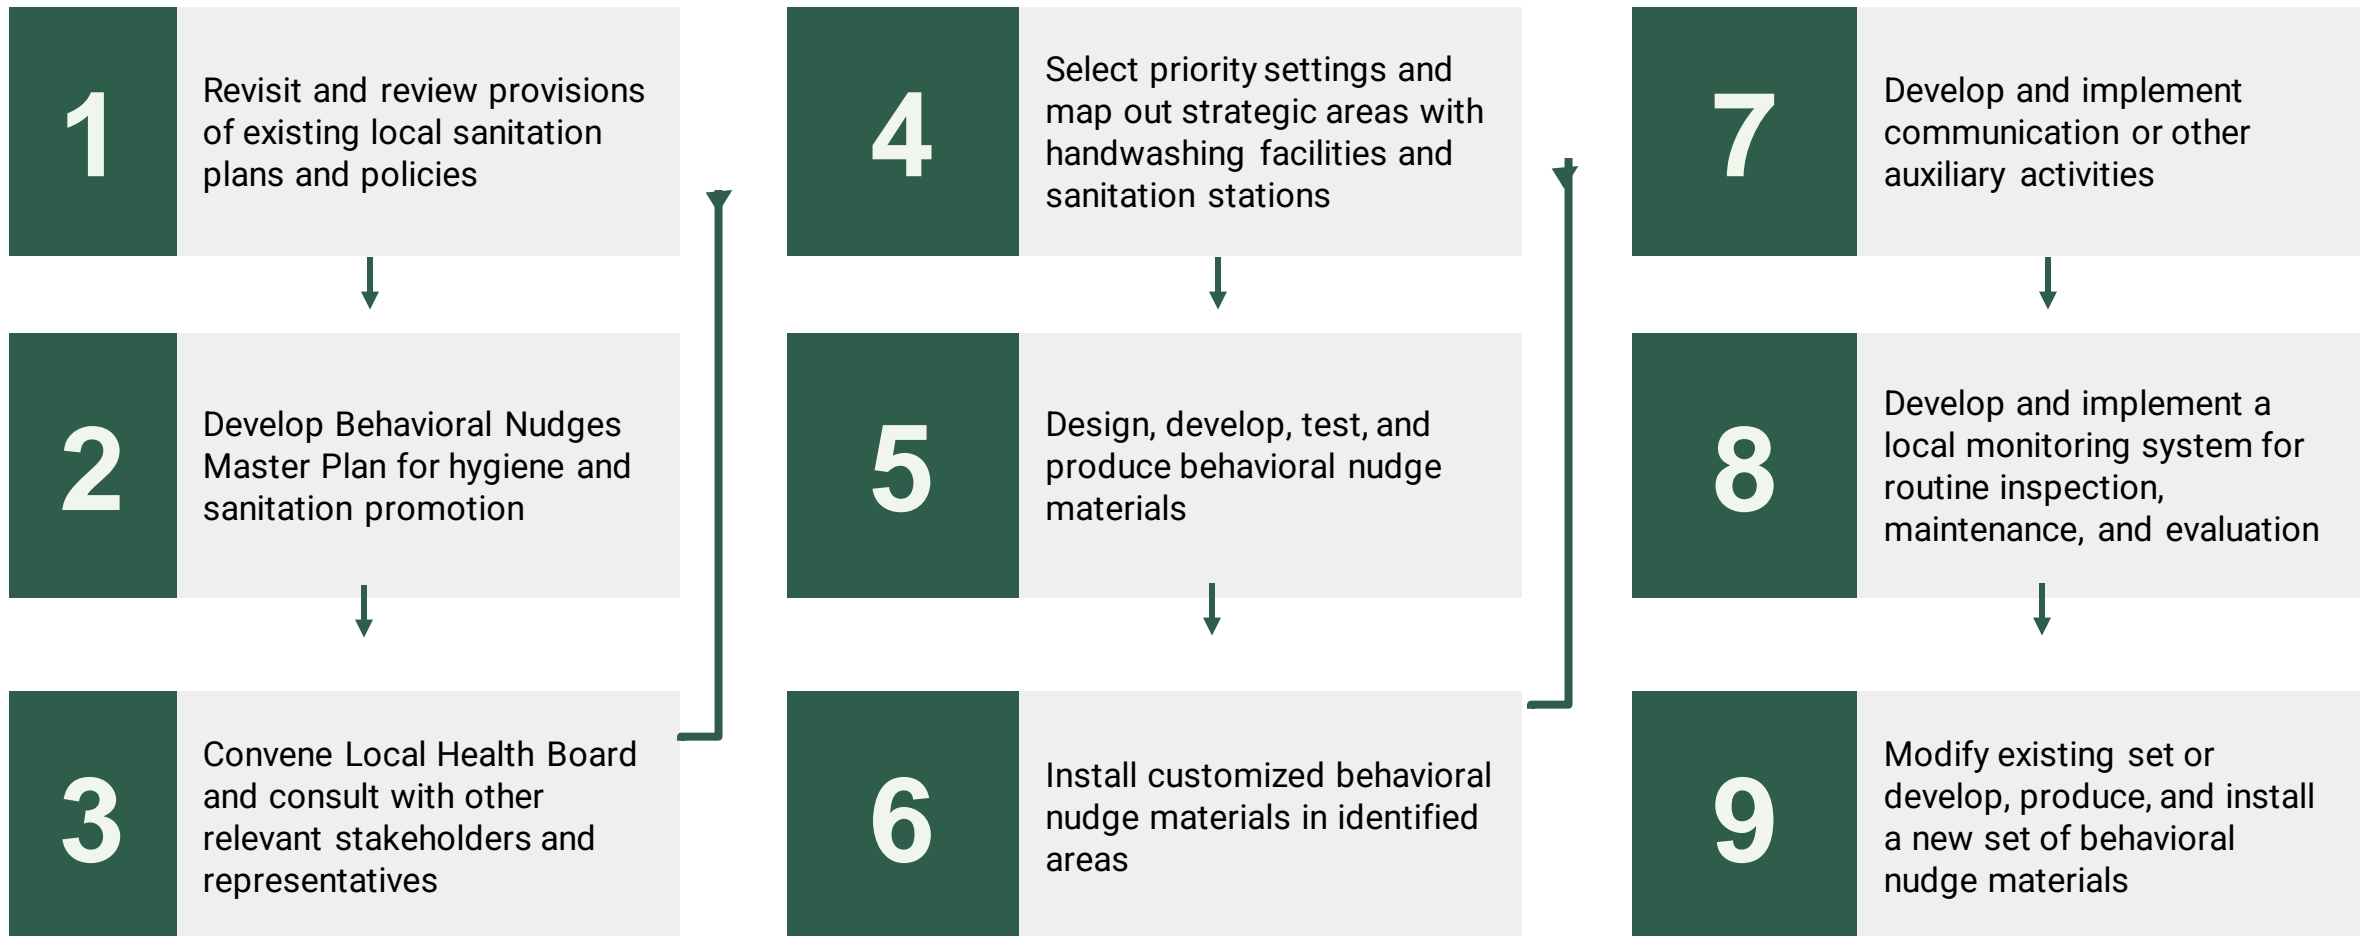 1
Revisit and review provisions
of existing local sanitation
plans and policies
2
Develop Behavioral Nudges
Master Plan for hygiene and
sanitation promotion
3
Convene Local Health Board
and consult with other
relevant stakeholders and
representatives
4
Select priority settings and
map out strategic areas with
handwashing facilities and
sanitation stations
5
Design, develop, test, and
produce behavioral nudge
materials
6
Install customized behavioral
nudge materials in identified
areas
7
Develop and implement
communication or other
auxiliary activities
8
Develop and implement a
local monitoring system for
routine inspection,
maintenance, and evaluation
9
Modify existing set or
develop, produce, and install
a new set of behavioral
nudge materials